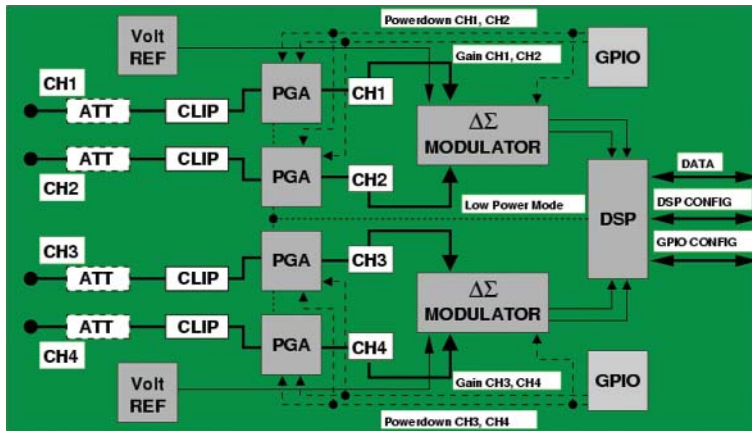 Powerdown CH1, CH2
Volt
REF
GPIO
Gain CH1, CH2
CH1
PGA
CH1
ATT
CLIP
ΔΣ
MODULATOR
ATT
CLIP
PGA
CH2
CH2
DATA
Low Power Mode
DSP
DSP CONFIG
GPIO CONFIG
CH3
PGA
CH3
ATT
CLIP
ΔΣ
MODULATOR
ATT
CLIP
PGA
CH4
CH4
Volt
REF
Gain CH3, CH4
GPIO
Powerdown CH3, CH4